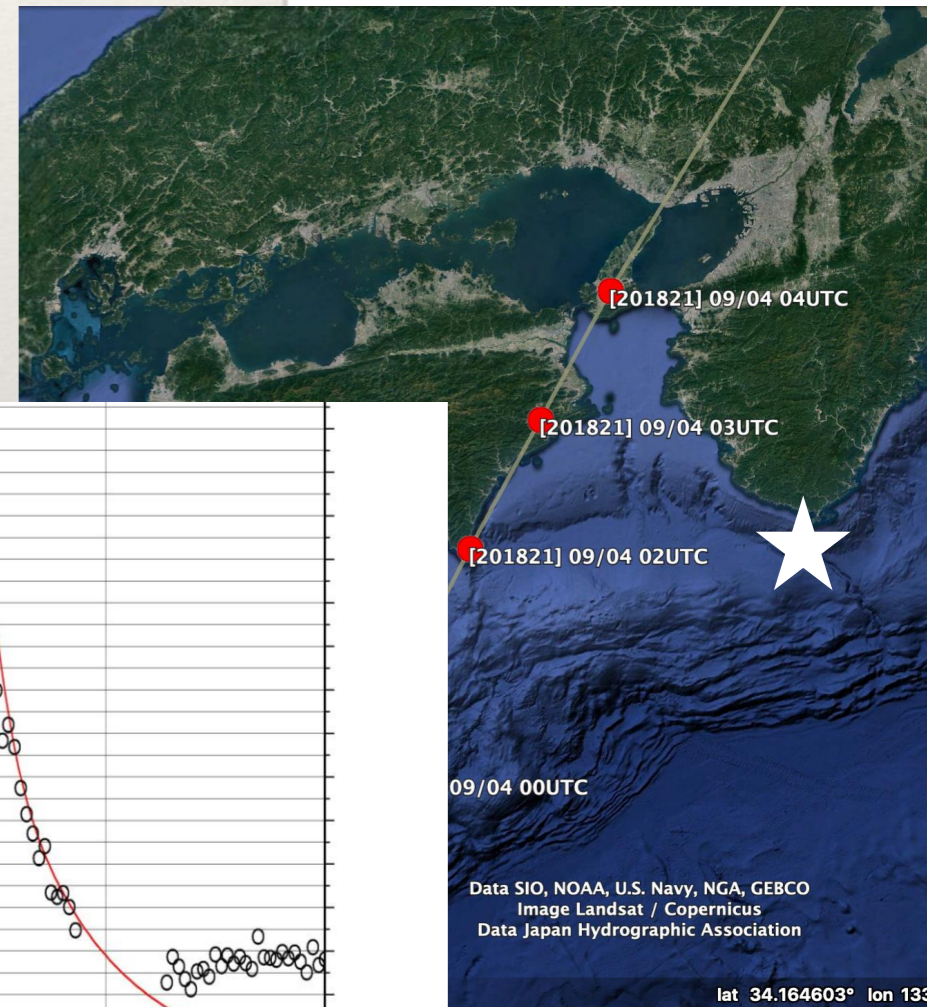 [201821] 09/04 04UTC
[201821] 09/04 03UTC
[201821] 09/04 02UTC
09/04 00UTC
Data SIO, NOAA, U.S. Navy, NGA, GEBCO
Image Landsat / Copernicus
Data Japan Hydrographic Association
lat 34.164603° lon 133